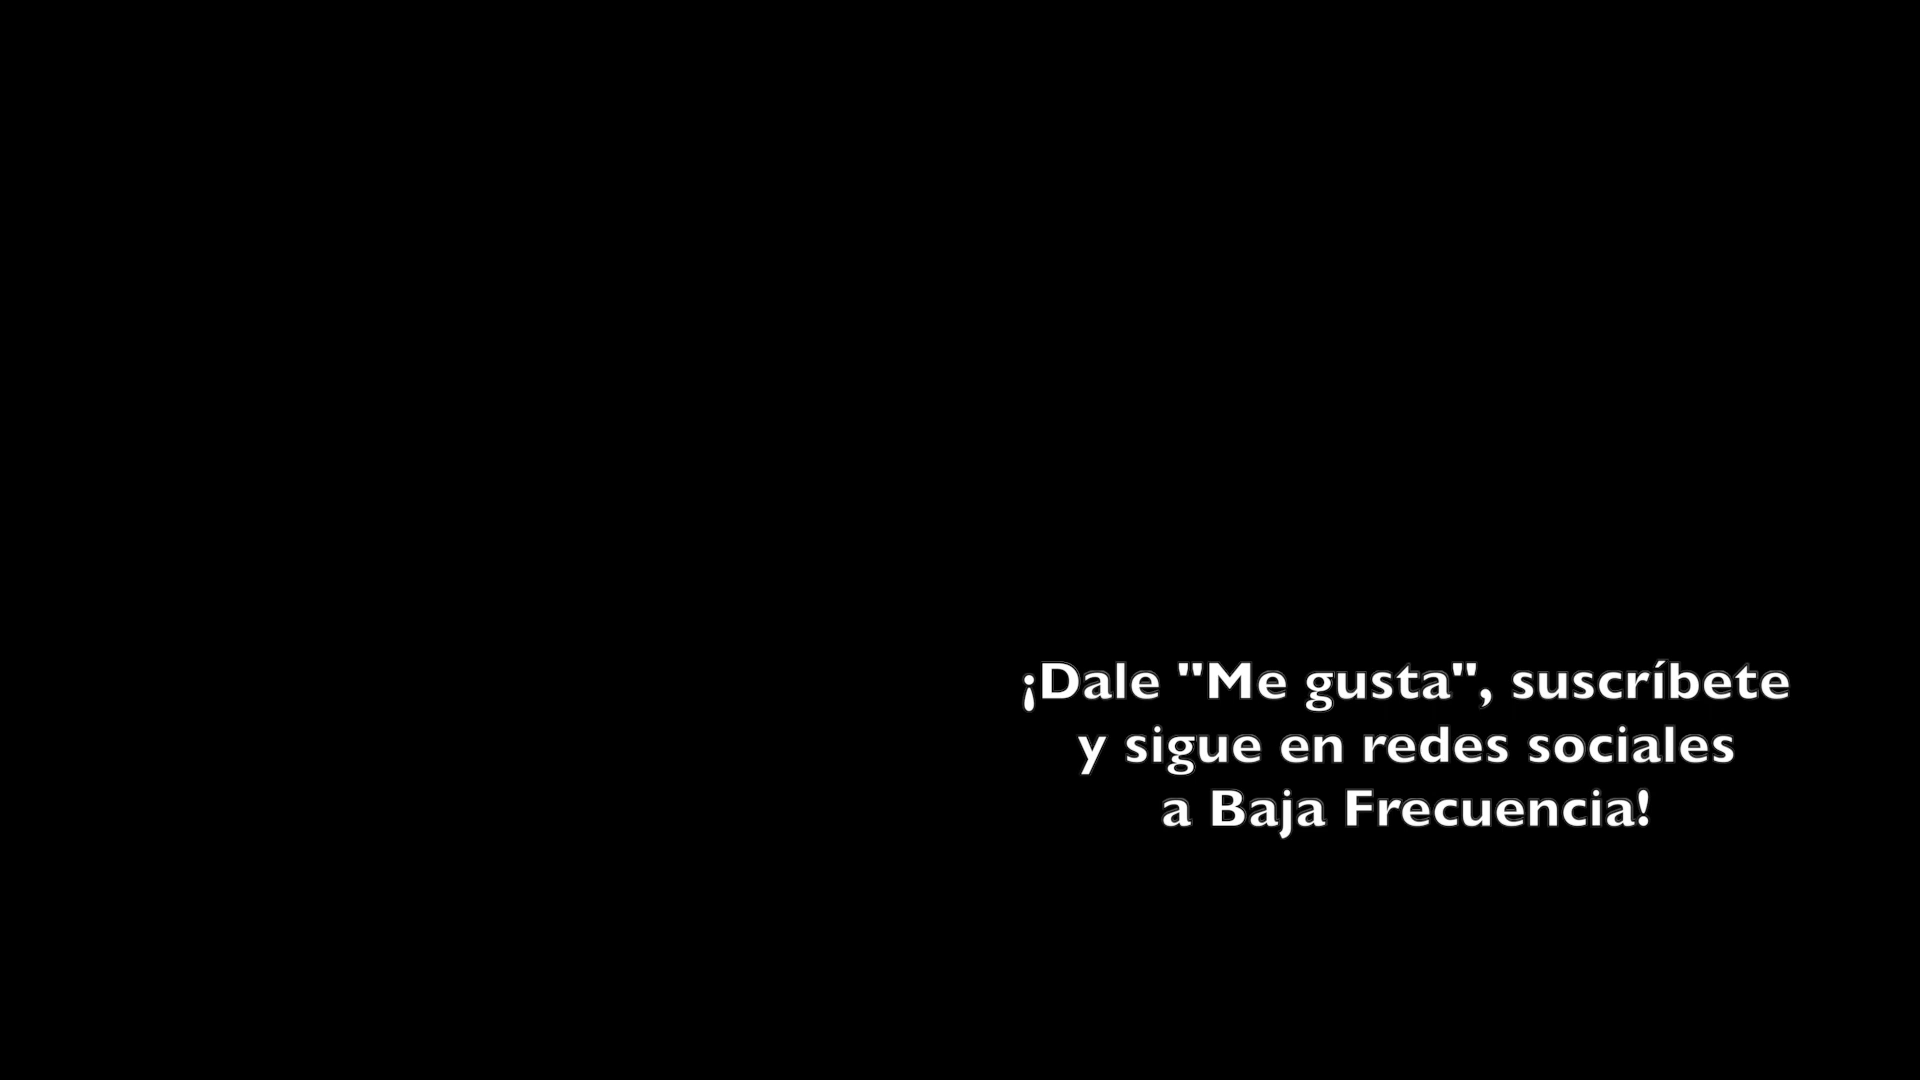 ¡Dale "Me gusta", suscríbete
y sigue en redes sociales
a Baja Frecuencia!